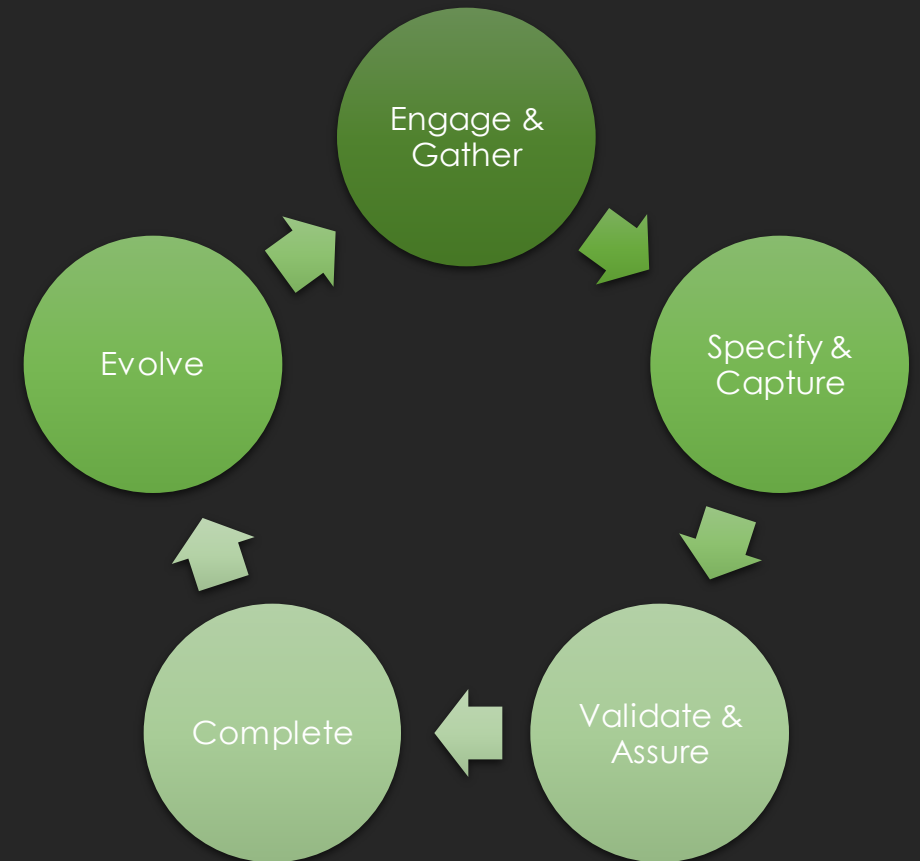 Engage &
Gather
Specify &
Capture
Validate &
Assure
Complete
Evolve